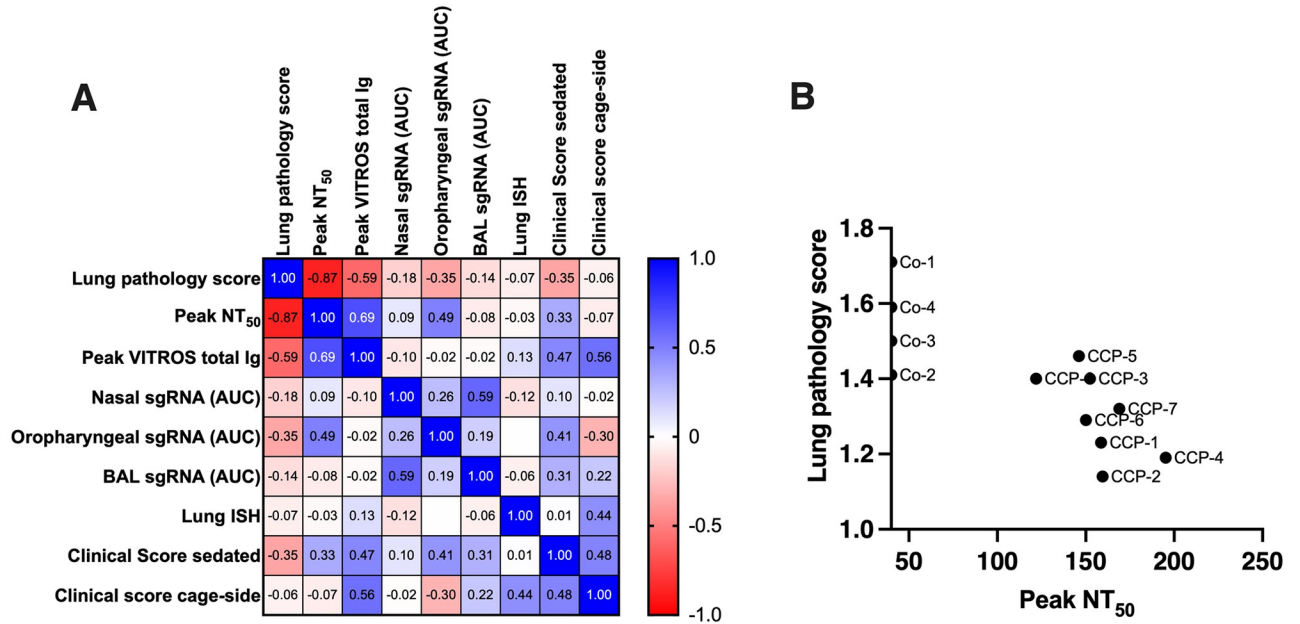 A
Lung pathology score
Peak NT50
Peak VITROS total Ig
Nasal sgRNA (AUC)
Oropharyngeal sgRNA (AUC)
BAL sgRNA (AUC)
Lung ISH
Clinical Score sedated
Clinical score cage-side
Lung pathology score 1.00 -0.87 -0.59 -0.18 -0.35 -0.14 -0.07 -0.35 -0.06
Peak NT50 -0.87 1.00 0.69 0.09 0.49 -0.08 -0.03 0.33 -0.07
Peak VITROS total Ig -0.59 0.69 1.00 -0.10 -0.02 -0.02 0.13 0.47 0.56
Nasal sgRNA (AUC) -0.18 0.09 -0.10 1.00 0.26 0.59 -0.12 0.10 -0.02
Oropharyngeal sgRNA (AUC) -0.35 0.49 -0.02 0.26 1.00 0.19 0.41 -0.30
BAL sgRNA (AUC) -0.14 -0.08 -0.02 0.59 0.19 1.00 -0.06 0.31 0.22
Lung ISH -0.07 -0.03 0.13 -0.12 -0.06 1.00 0.01 0.44
Clinical Score sedated -0.35 0.33 0.47 0.10 0.41 0.31 0.01 1.00 0.48
Clinical score cage-side -0.06 -0.07 0.56 -0.02 -0.30 0.22 0.44 0.48 1.00
1.0
0.5
0
-0.5
-1.0
B
Lung pathology score
1.8
1.6
1.4
1.2
1.0
Co-1
Co-4
Co-3
Co-2
CCP-5
CCP-
CCP-3
CCP-7
CCP-6
CCP-1
CCP-4
CCP-2
50 100 150 200 250
Peak NT50